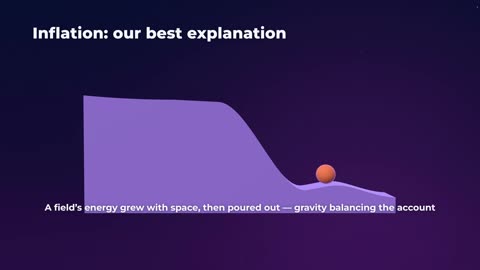 Inflation: our best explanation
A field's energy grew with space, then poured out — gravity balancing the account